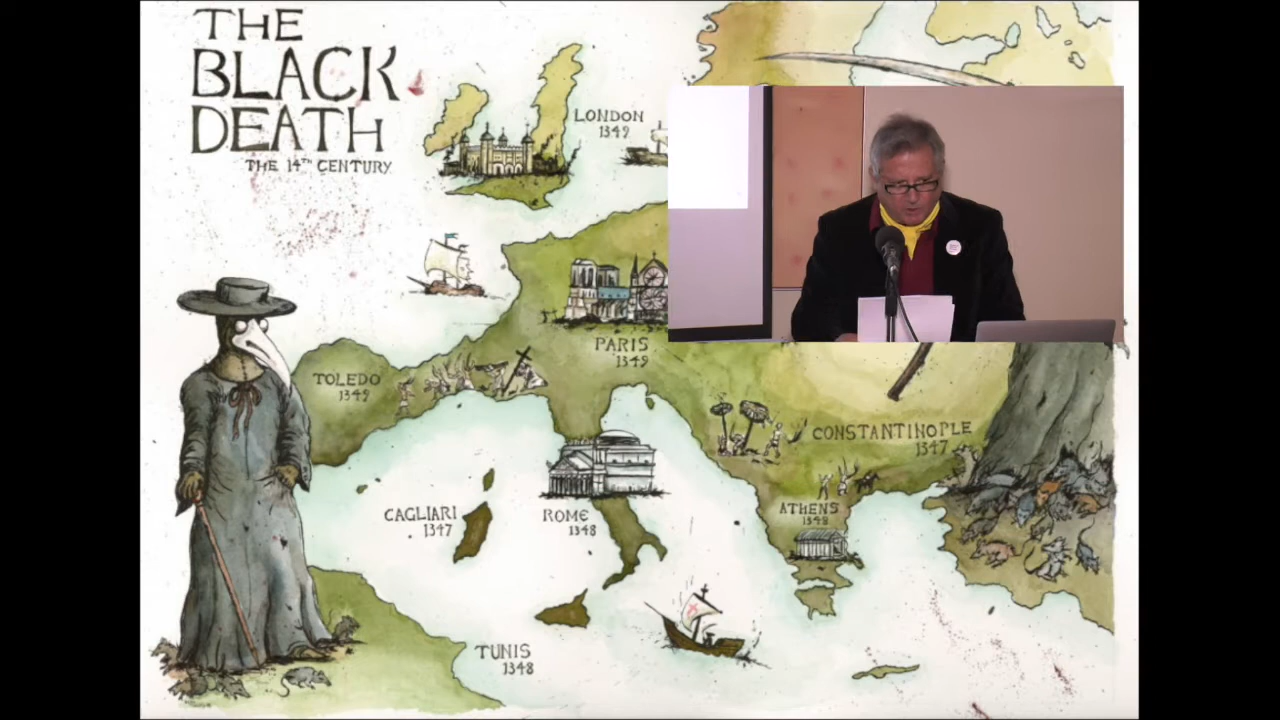 THE
BLACK
DEATH
THE 14TH CENTURY
LONDON
1349
PARIS
1349
TOLEDO
1349
CONSTANTINOPLE
1347
CAGLIARI
1347
ROME
1348
ATHENS
1348
TUNIS
1348